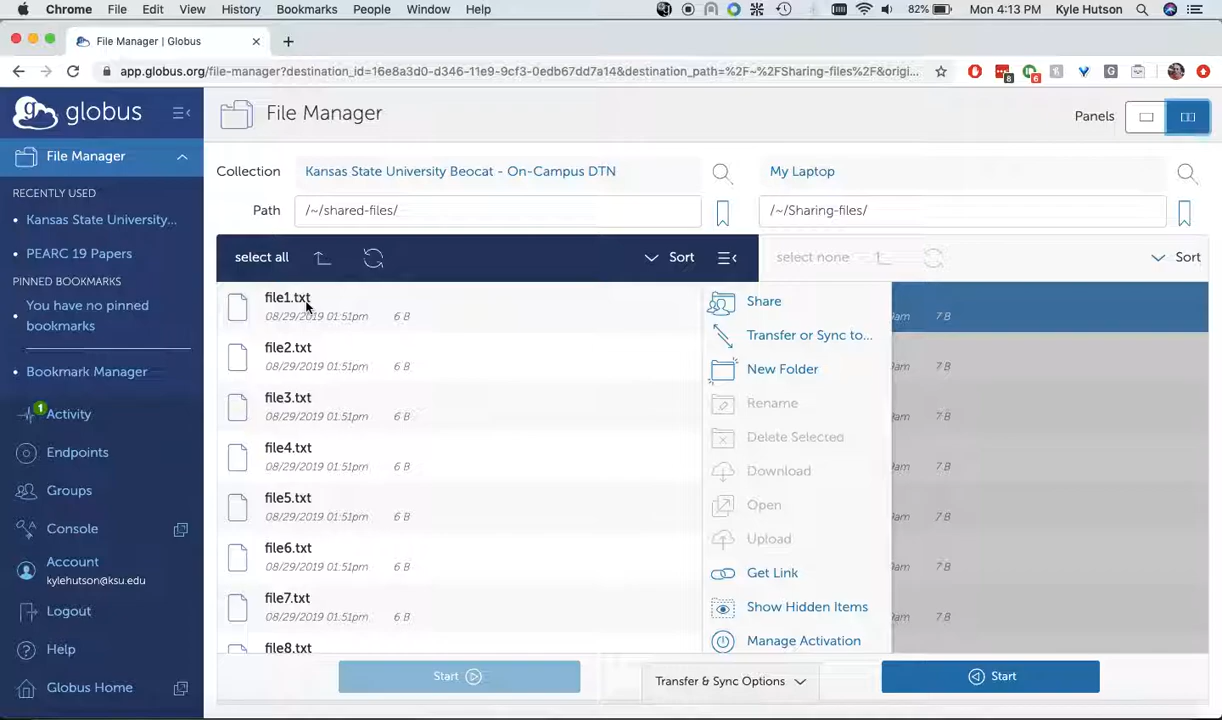 Chrome File Edit View History Bookmarks People Window Help 82% Mon 4:13 PM Kyle Hutson
File Manager | Globus
app.globus.org/file-manager?destination_id=16e8a3d0-d346-11e9-9cf3-0edb67dd7a14&destination_path=%2F~%2FSharing-files%2F&origi...
8
6
globus
File Manager
Panels
File Manager
Collection Kansas State University Beocat - On-Campus DTN My Laptop
RECENTLY USED
Kansas State University...
Path /~/shared-files/ /~/Sharing-files/
PEARC 19 Papers
select all Sort select none Sort
PINNED BOOKMARKS
You have no pinned
bookmarks
Bookmark Manager
1
Activity
Endpoints
Groups
Console
Account
kylehutson@ksu.edu
Logout
Help
Globus Home
file1.txt
08/29/2019 01:51pm 6 B
file2.txt
08/29/2019 01:51pm 6 B
file3.txt
08/29/2019 01:51pm 6 B
file4.txt
08/29/2019 01:51pm 6 B
file5.txt
08/29/2019 01:51pm 6 B
file6.txt
08/29/2019 01:51pm 6 B
file7.txt
08/29/2019 01:51pm 6 B
file8.txt
Share
Transfer or Sync to...
New Folder
Rename
Delete Selected
Download
Open
Upload
Get Link
Show Hidden Items
Manage Activation
7 B
7 B
7 B
7 B
7 B
7 B
7 B
Start
Transfer & Sync Options
Start